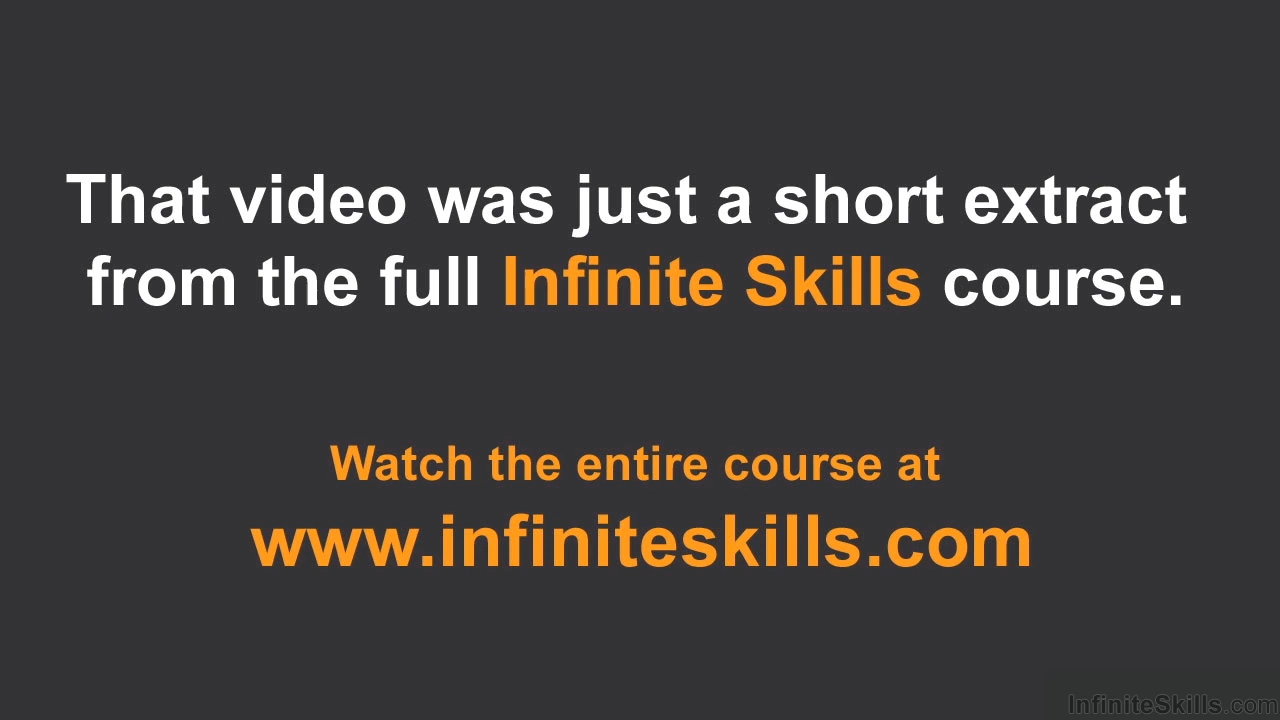 That video was just a short extract
from the full Infinite Skills course.
Watch the entire course at
www.infiniteskills.com
InfiniteSkills.com